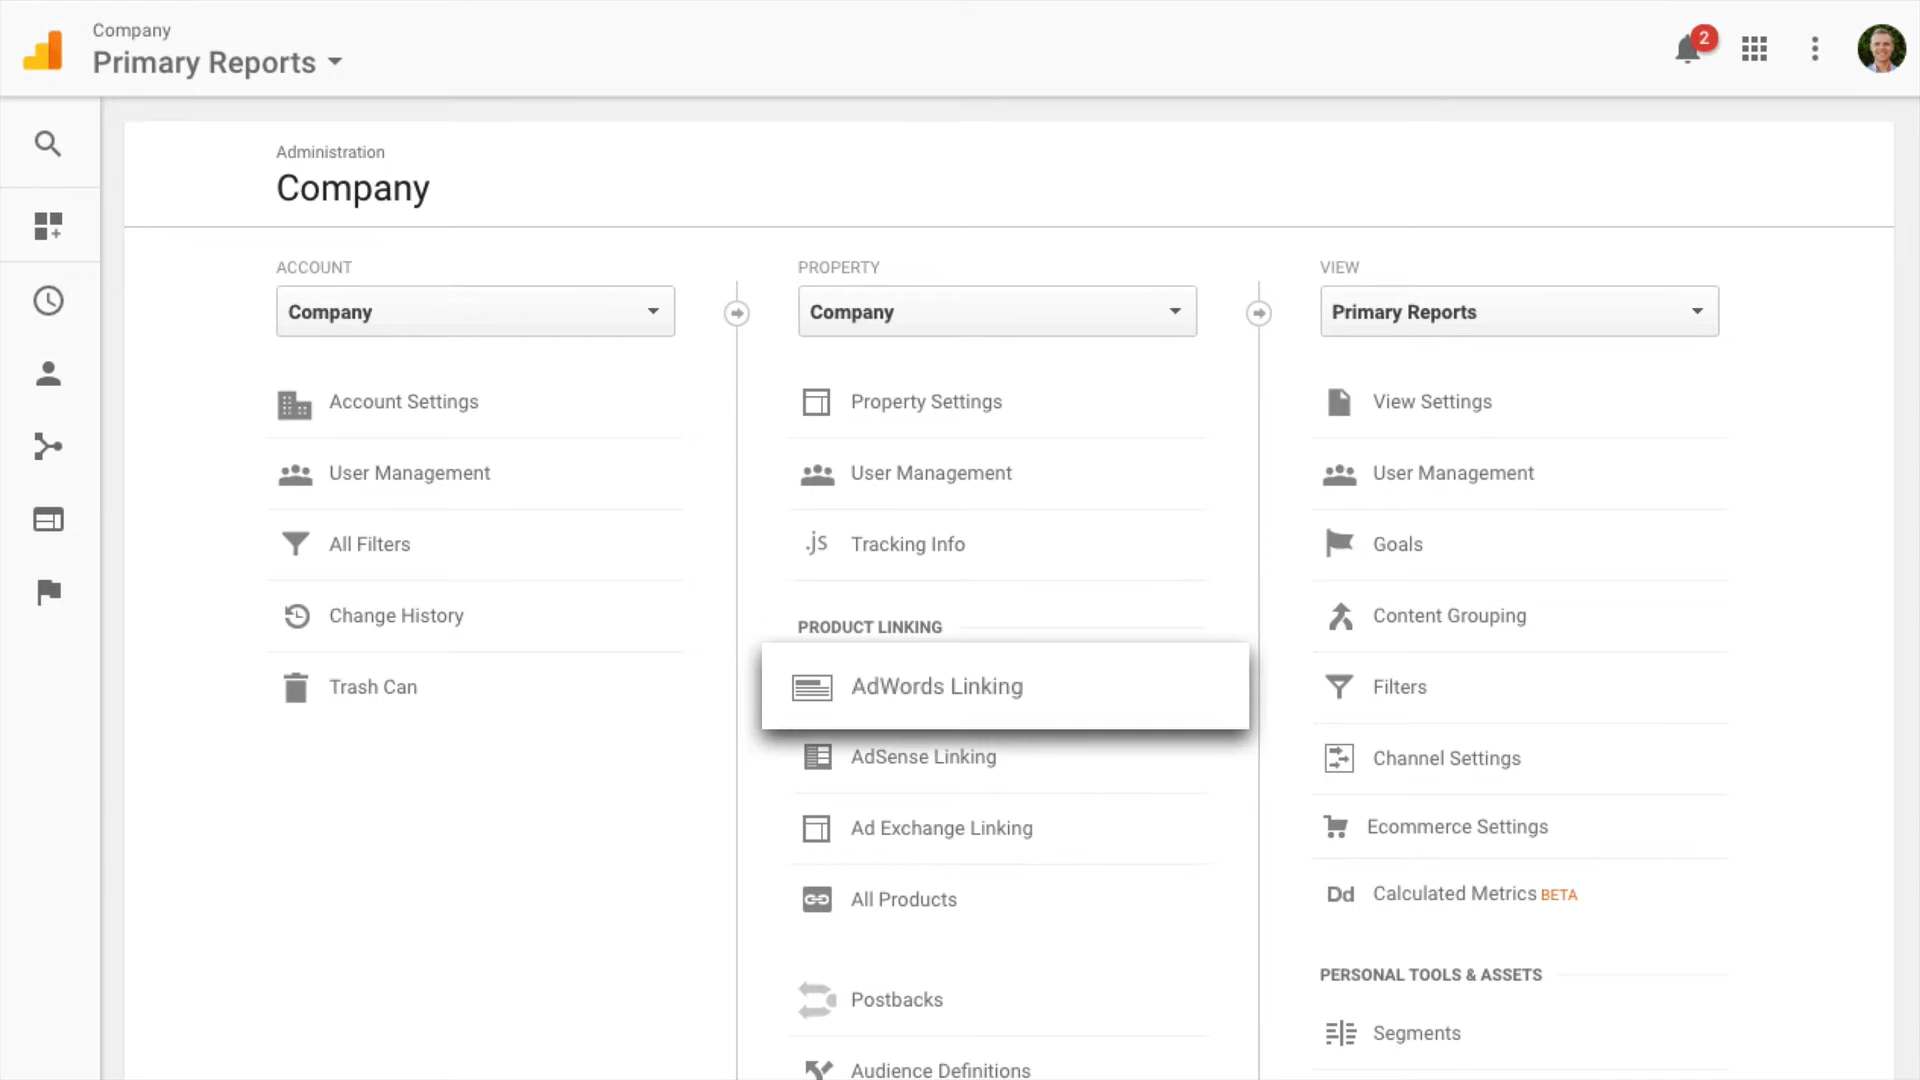 Company
Primary Reports
2
Administration
Company
ACCOUNT
Company
Account Settings
User Management
All Filters
Change History
Trash Can
PROPERTY
Company
Property Settings
User Management
.js Tracking Info
PRODUCT LINKING
AdWords Linking
AdSense Linking
Ad Exchange Linking
All Products
Postbacks
Audience Definitions
VIEW
Primary Reports
View Settings
User Management
Goals
Content Grouping
Filters
Channel Settings
Ecommerce Settings
Dd Calculated Metrics BETA
PERSONAL TOOLS & ASSETS
Segments